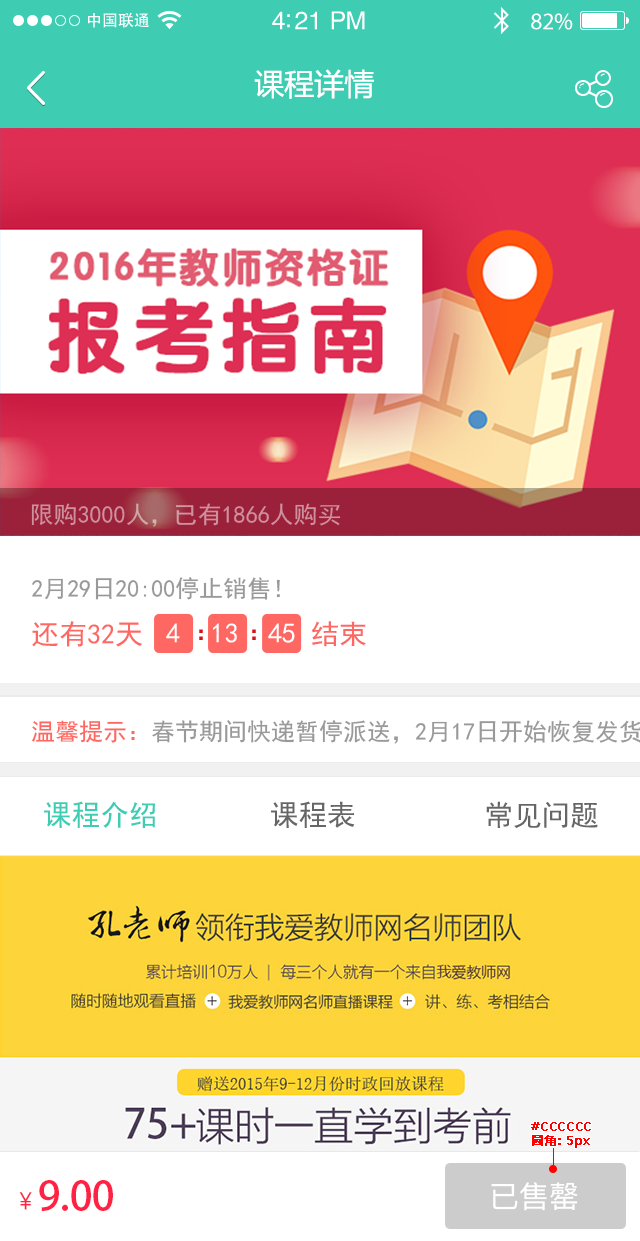 中国联通 4:21 PM 82%
课程详情
2016年教师资格证
报考指南
限购3000人，已有1866人购买
2月29日20:00停止销售！
还有32天 4 : 13 : 45 结束
温馨提示：春节期间快递暂停派送，2月17日开始恢复发货
课程介绍 课程表 常见问题
孔老师领衔我爱教师网名师团队
累计培训10万人 | 每三个人就有一个来自我爱教师网
随时随地观看直播 + 我爱教师网名师直播课程 + 讲、练、考相结合
赠送2015年9-12月份时政回放课程
75+课时一直学到考前
#CCCCCC
圆角: 5px
¥ 9.00 已售罄